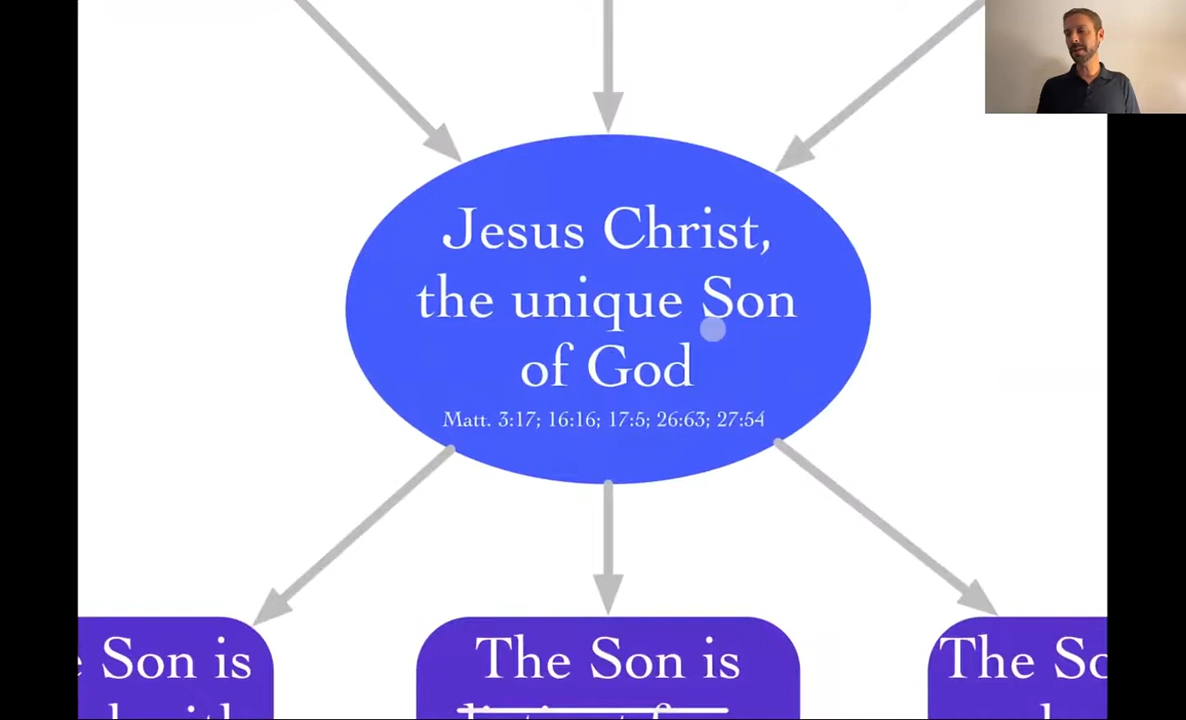 Jesus Christ,
the unique Son
of God
Matt. 3:17; 16:16; 17:5; 26:63; 27:54
Son is
The Son is
The